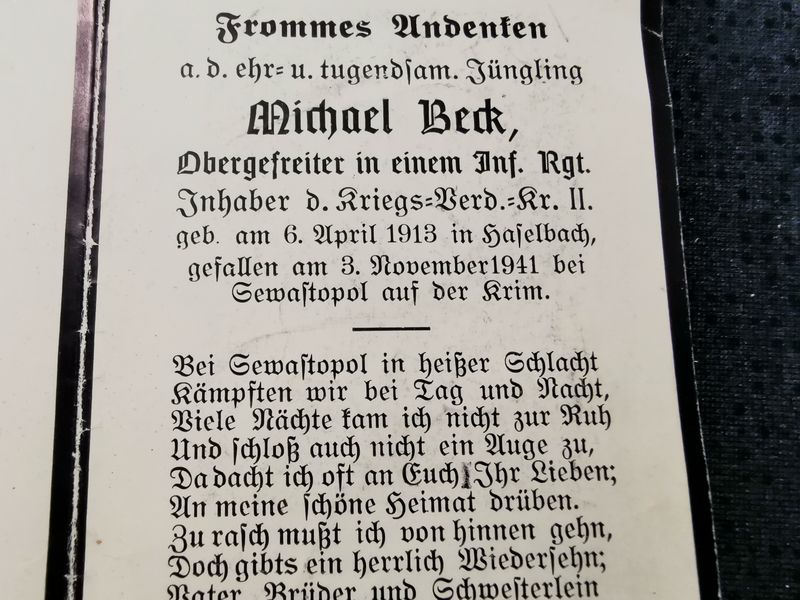 Frommes Andenken
a. d. ehr= u. tugendsam. Jüngling
Michael Beck,
Obergefreiter in einem Inf. Rgt.
Inhaber d. Kriegs=Verd.=Kr. II.
geb. am 6. April 1913 in Haselbach,
gefallen am 3. November 1941 bei
Sewastopol auf der Krim.
Bei Sewastopol in heißer Schlacht
Kämpften wir bei Tag und Nacht,
Viele Nächte kam ich nicht zur Ruh
Und schloß auch nicht ein Auge zu,
Da dacht ich oft an Euch, Ihr Lieben;
An meine schöne Heimat drüben.
Zu rasch mußt ich von hinnen gehn,
Doch gibts ein herrlich Wiedersehn;
Vater, Brüder und Schwesterlein